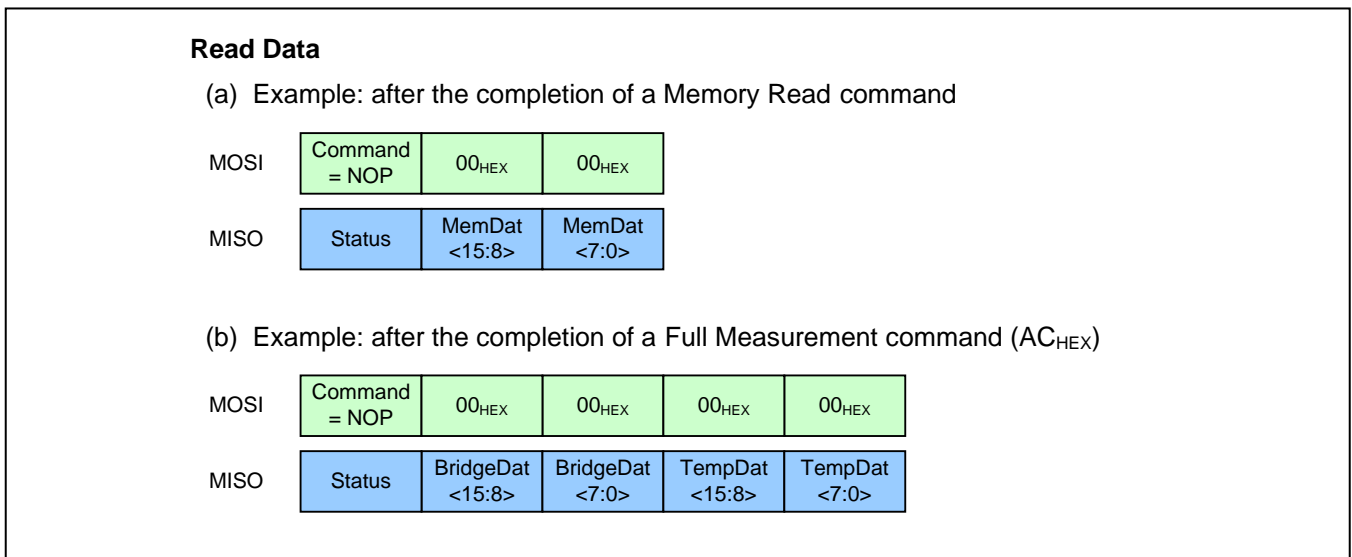 Read Data
(a) Example: after the completion of a Memory Read command
MOSI Command = NOP 00HEX 00HEX
MISO Status MemDat <15:8> MemDat <7:0>
(b) Example: after the completion of a Full Measurement command (ACHEX)
MOSI Command = NOP 00HEX 00HEX 00HEX 00HEX
MISO Status BridgeDat <15:8> BridgeDat <7:0> TempDat <15:8> TempDat <7:0>